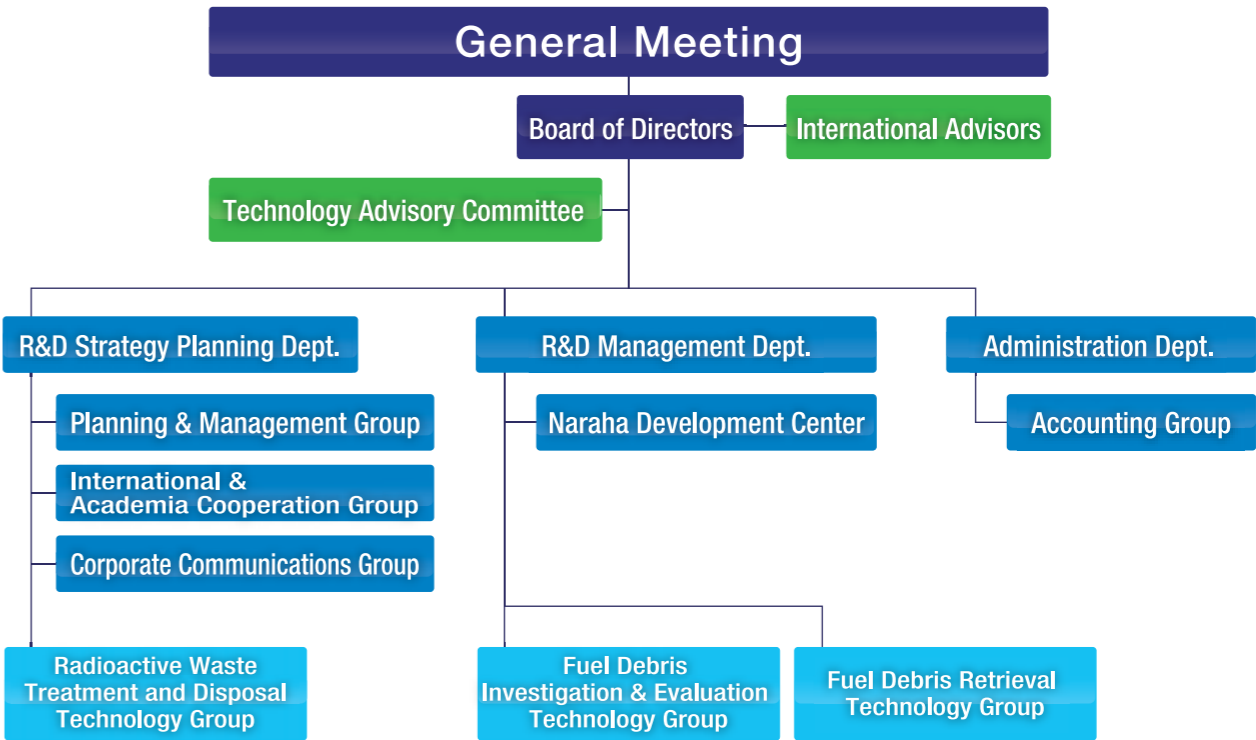 General Meeting
Board of Directors
International Advisors
Technology Advisory Committee
R&D Strategy Planning Dept.
R&D Management Dept.
Administration Dept.
Planning & Management Group
Naraha Development Center
Accounting Group
International &
Academia Cooperation Group
Corporate Communications Group
Radioactive Waste
Treatment and Disposal
Technology Group
Fuel Debris
Investigation & Evaluation
Technology Group
Fuel Debris Retrieval
Technology Group